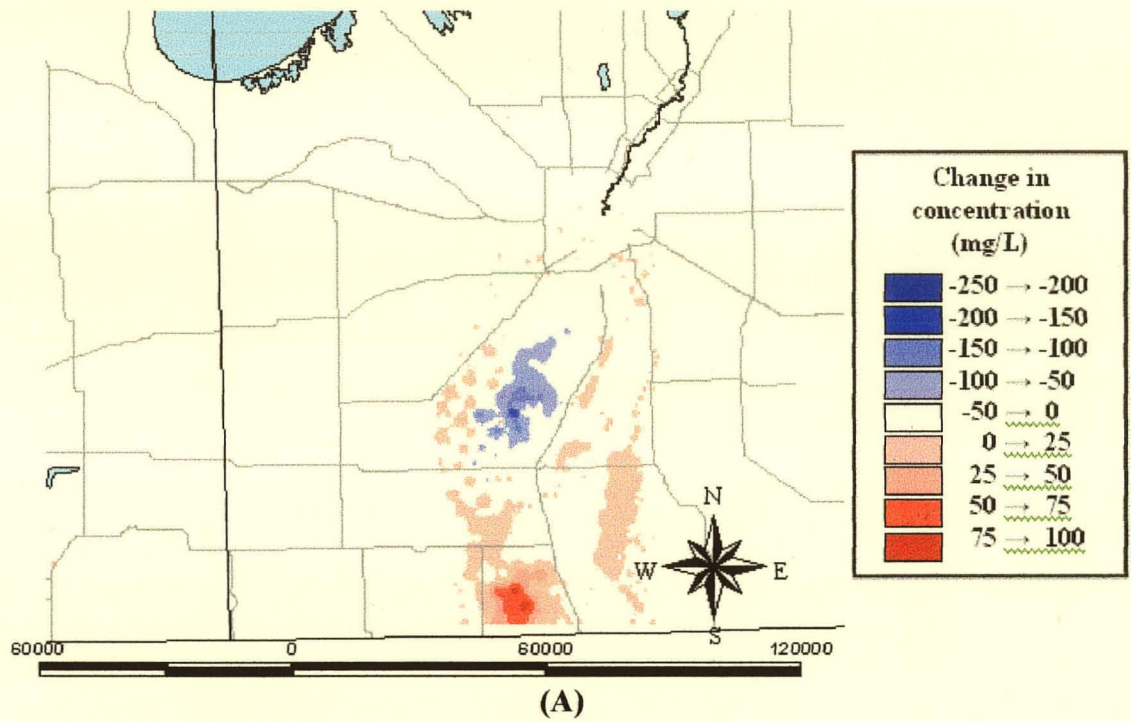 Change in
concentration
(mg/L)
-250 → -200
-200 → -150
-150 → -100
-100 → -50
-50 → 0
0 → 25
25 → 50
50 → 75
75 → 100
N
W E
S
60000 0 60000 120000
(A)